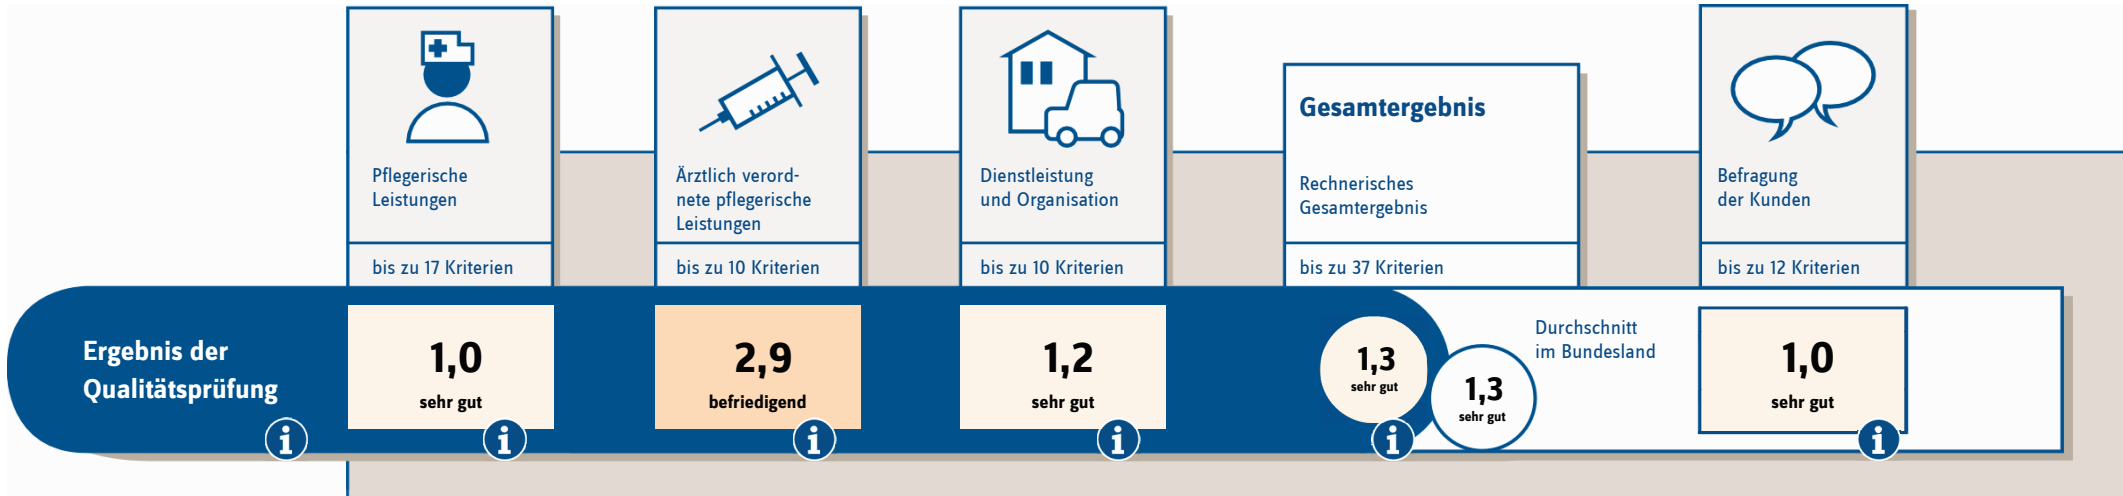 Pflegerische
Leistungen
bis zu 17 Kriterien
Ärztlich verord-
nete pflegerische
Leistungen
bis zu 10 Kriterien
Dienstleistung
und Organisation
bis zu 10 Kriterien
Gesamtergebnis
Rechnerisches
Gesamtergebnis
bis zu 37 Kriterien
Befragung
der Kunden
bis zu 12 Kriterien
Ergebnis der
Qualitätsprüfung
i
1,0
sehr gut
i
2,9
befriedigend
i
1,2
sehr gut
i
1,3
sehr gut
i
1,3
sehr gut
Durchschnitt
im Bundesland
1,0
sehr gut
i